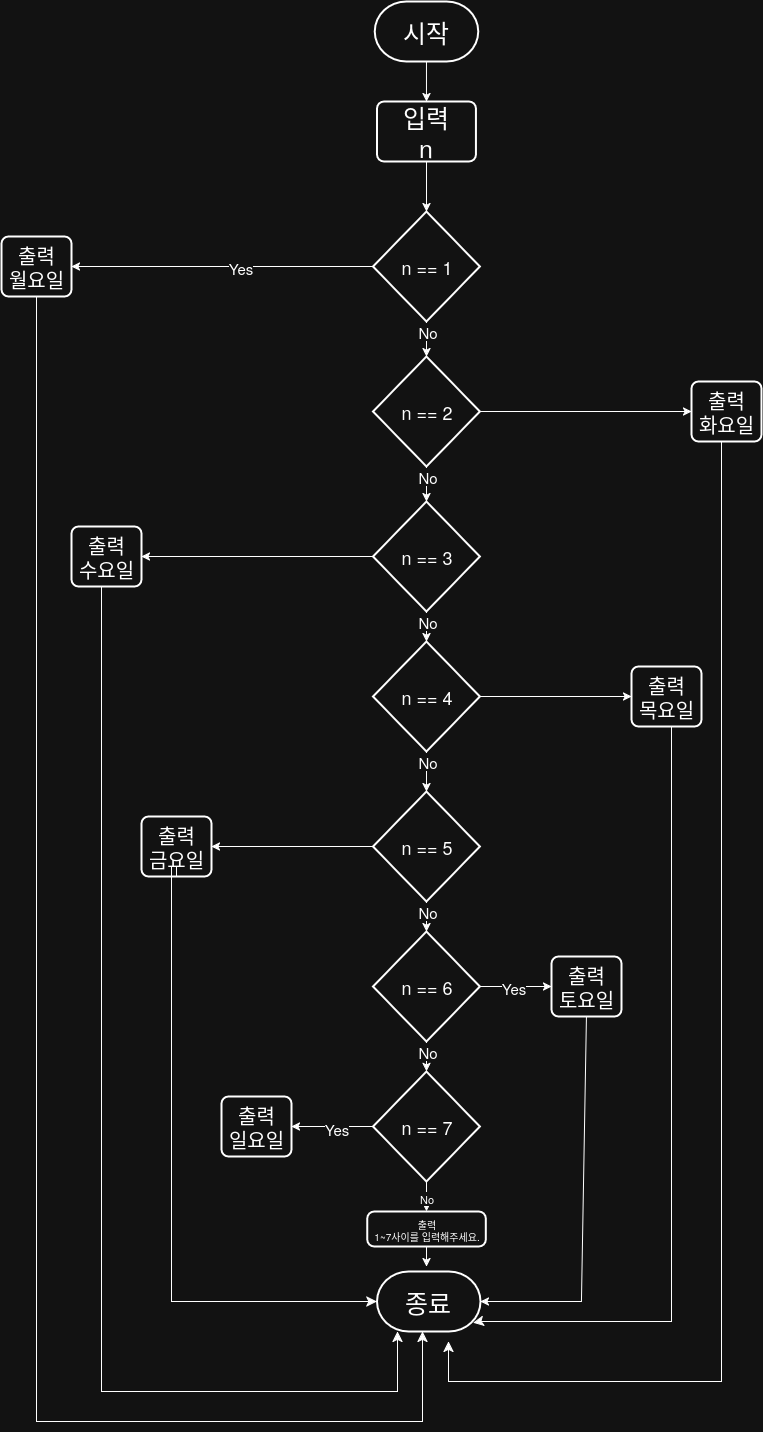 시작
입력
n
n == 1
Yes
출력
월요일
No
n == 2
출력
화요일
No
n == 3
출력
수요일
No
n == 4
출력
목요일
No
n == 5
출력
금요일
No
n == 6
Yes
출력
토요일
No
n == 7
Yes
출력
일요일
No
출력
1~7사이를 입력해주세요.
종료